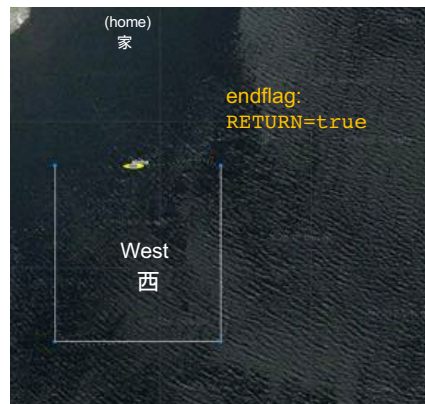 (home)
家
endflag:
RETURN=true
West
西